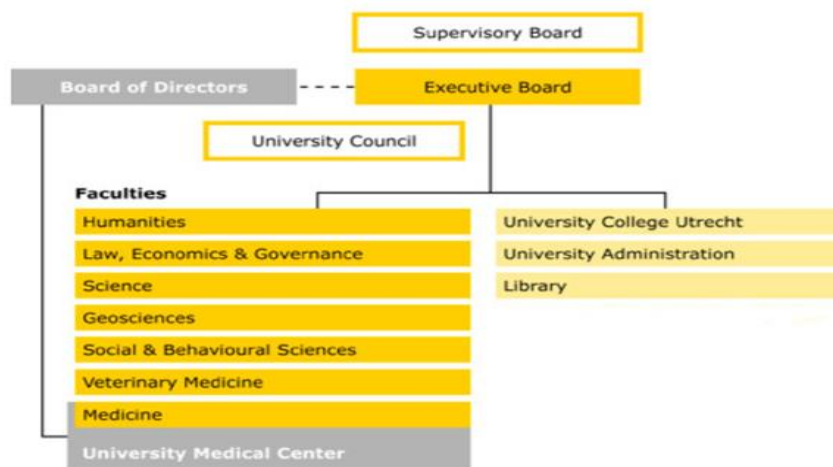 Supervisory Board
Board of Directors
Executive Board
University Council
Faculties
Humanities
Law, Economics & Governance
Science
Geosciences
Social & Behavioural Sciences
Veterinary Medicine
Medicine
University Medical Center
University College Utrecht
University Administration
Library